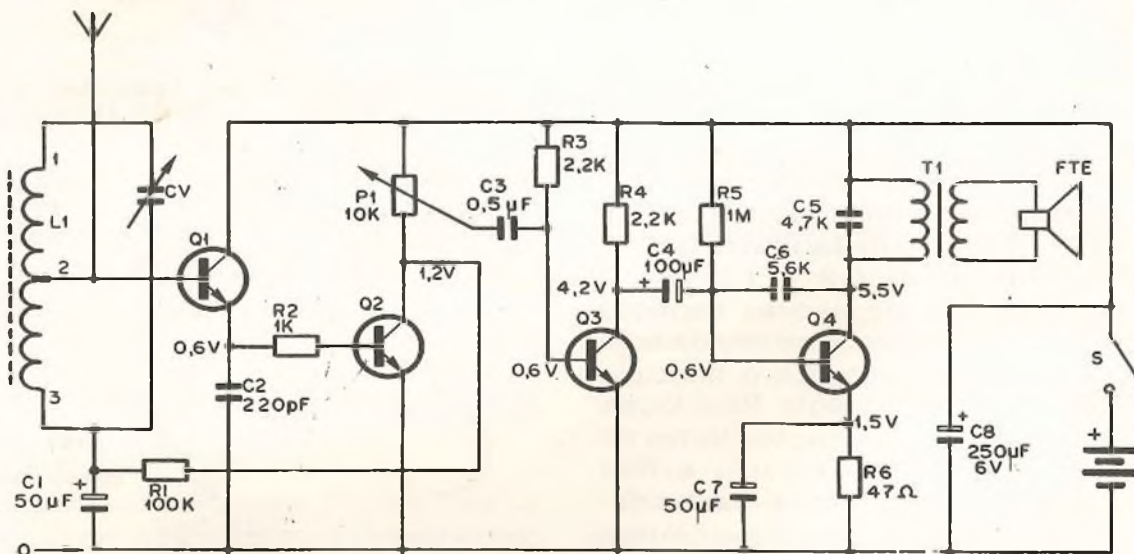 1
L1
2
3
CV
C1
50µF
R1
100K
Q1
0,6V
C2
220pF
R2
1K
Q2
P1
10K
1,2V
C3
0,5µF
R3
2,2K
R4
2,2K
C4
100µF
4,2V
Q3
0,6V
R5
1M
C6
5,6K
0,6V
C5
4,7K
5,5V
Q4
1,5V
C7
50µF
R6
47Ω
T1
FTE
C8
250µF
6V
S